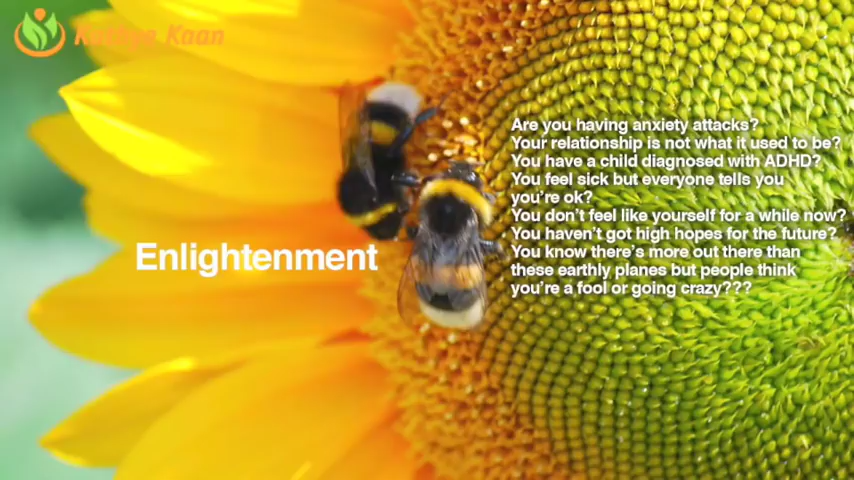 Kaan
Are you having anxiety attacks?
Your relationship is not what it used to be?
You have a child diagnosed with ADHD?
You feel sick but everyone tells you
you're ok?
You don't feel like yourself for a while now?
You haven't got high hopes for the future?
Enlightenment
You know there's more out there than
these earthly planes but people think
you're a fool or going crazy???